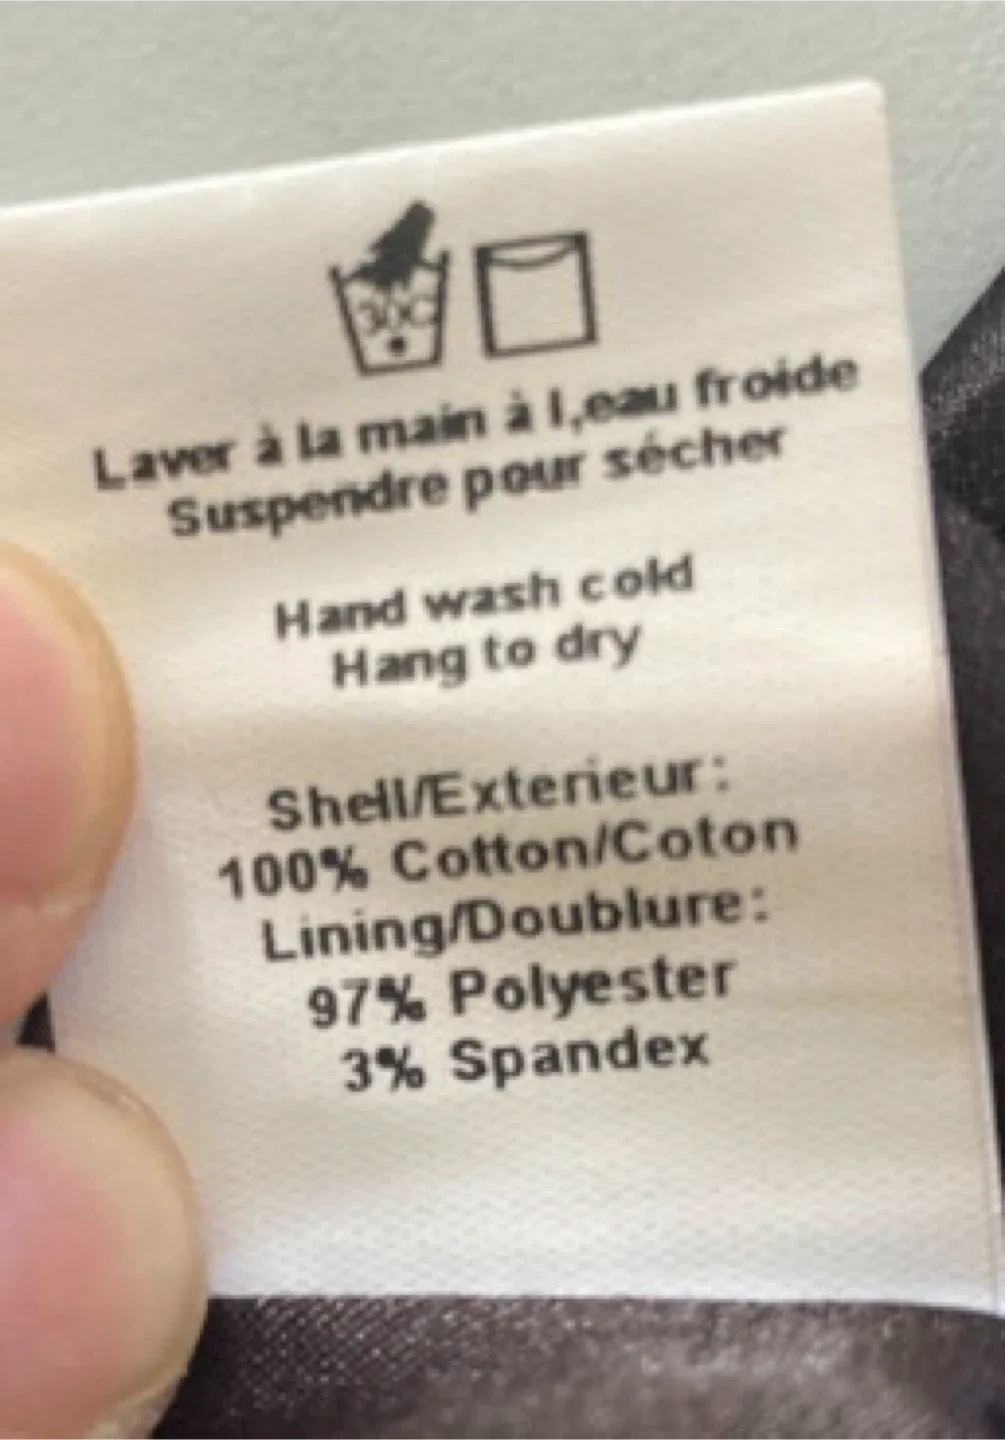 30C
Laver à la main à l,eau froide
Suspendre pour sécher
Hand wash cold
Hang to dry
Shell/Exterieur:
100% Cotton/Coton
Lining/Doublure:
97% Polyester
3% Spandex